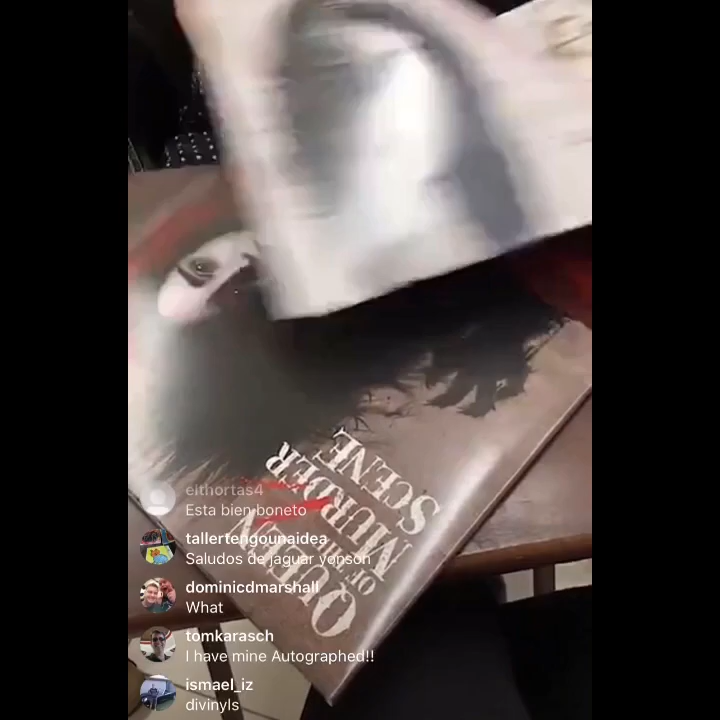 QUEEN
OF THE
MURDER
SCENE
elthortas4
Esta bien boneto
tallertengounaidea
Saludos de jaguar yonson
dominicdmarshall
What
tomkarasch
I have mine Autographed!!
ismael_iz
divinyls